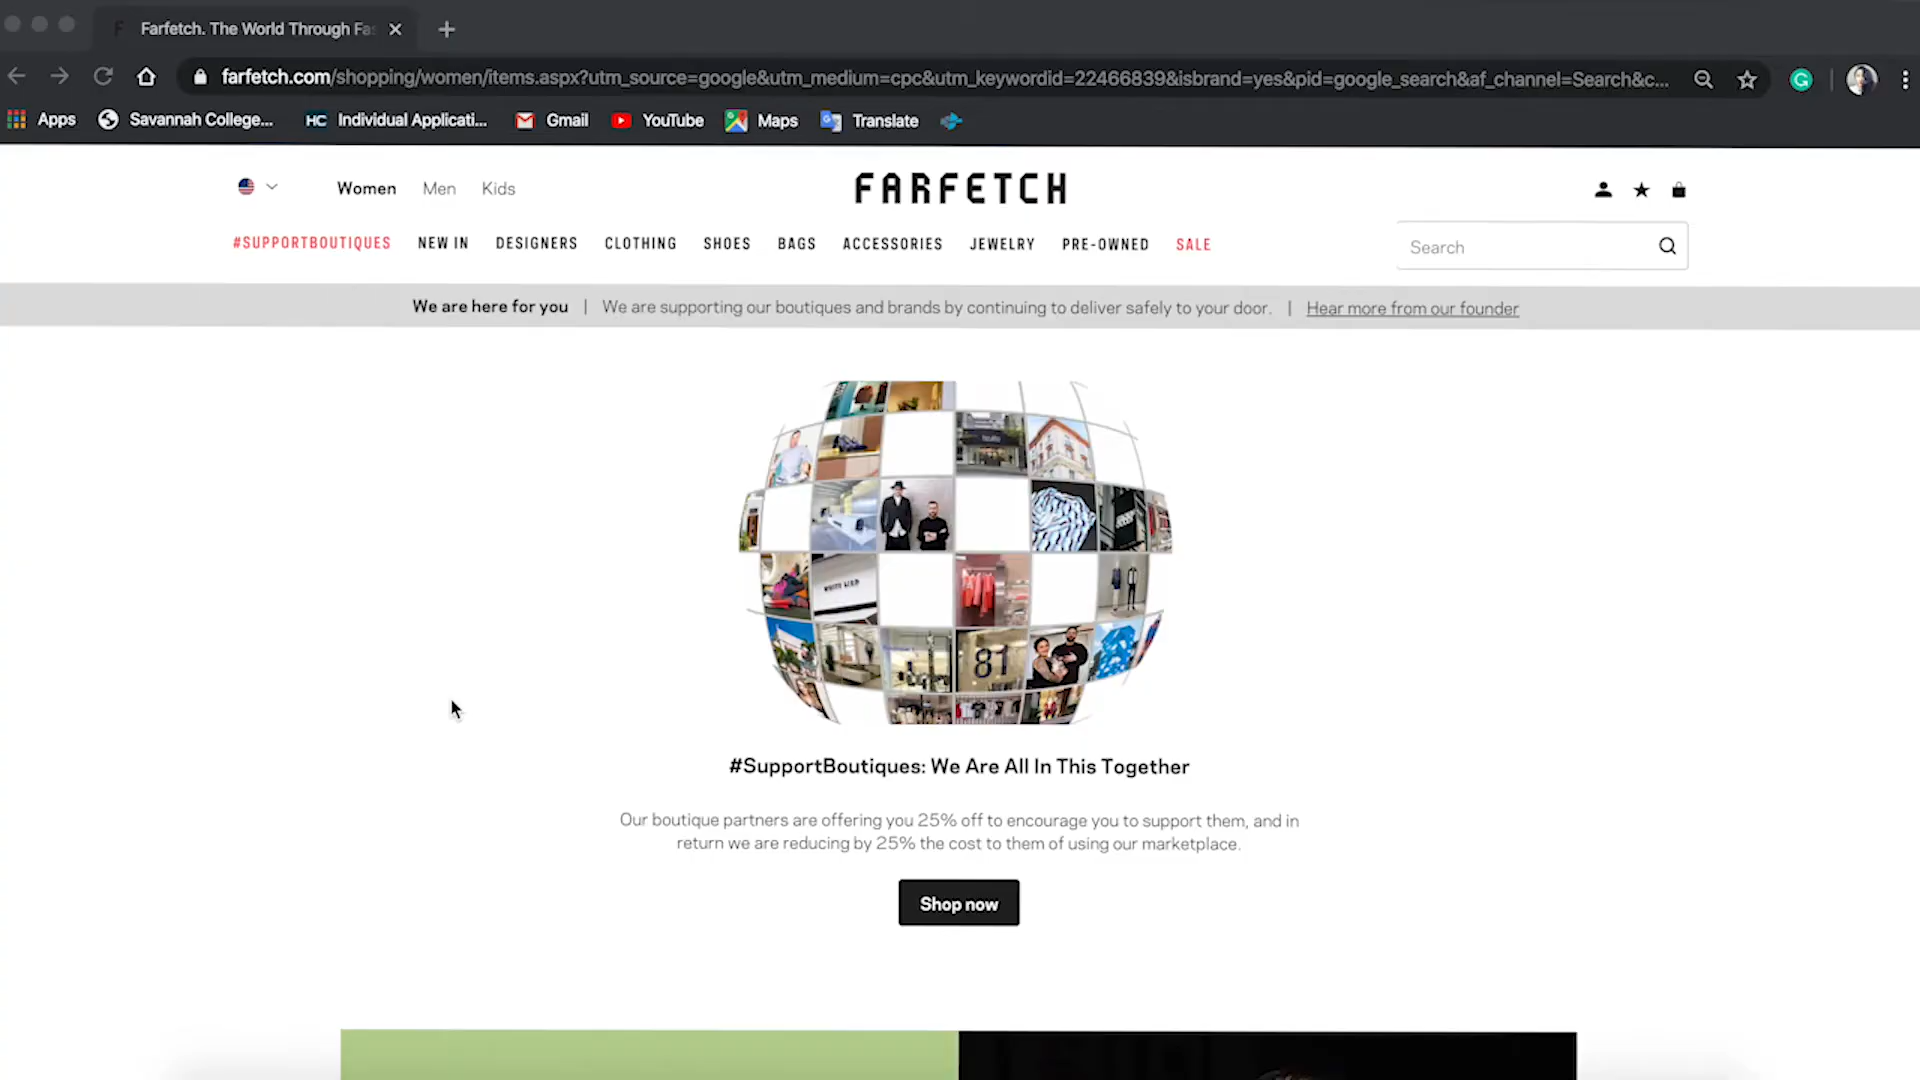 Farfetch. The World Through Fas
farfetch.com/shopping/women/items.aspx?utm_source=google&utm_medium=cpc&utm_keywordid=22466839&isbrand=yes&pid=google_search&af_channel=Search&c...
Apps Savannah College... HC Individual Applicati... Gmail YouTube Maps Translate
Women Men Kids FARFETCH
#SUPPORTBOUTIQUES NEW IN DESIGNERS CLOTHING SHOES BAGS ACCESSORIES JEWELRY PRE-OWNED SALE Search
We are here for you | We are supporting our boutiques and brands by continuing to deliver safely to your door. | Hear more from our founder
81
#SupportBoutiques: We Are All In This Together
Our boutique partners are offering you 25% off to encourage you to support them, and in
return we are reducing by 25% the cost to them of using our marketplace.
Shop now